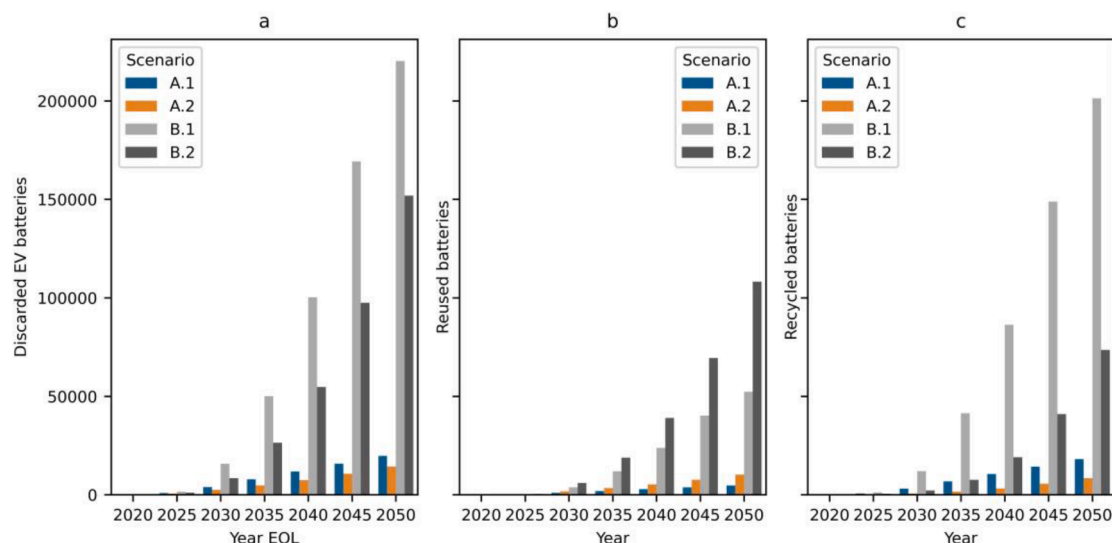 a
Scenario
A.1
A.2
B.1
B.2
200000
150000
100000
50000
0
Discarded EV batteries
2020 2025 2030 2035 2040 2045 2050
Year EOL
b
Scenario
A.1
A.2
B.1
B.2
Reused batteries
2020 2025 2030 2035 2040 2045 2050
Year
c
Scenario
A.1
A.2
B.1
B.2
Recycled batteries
2020 2025 2030 2035 2040 2045 2050
Year